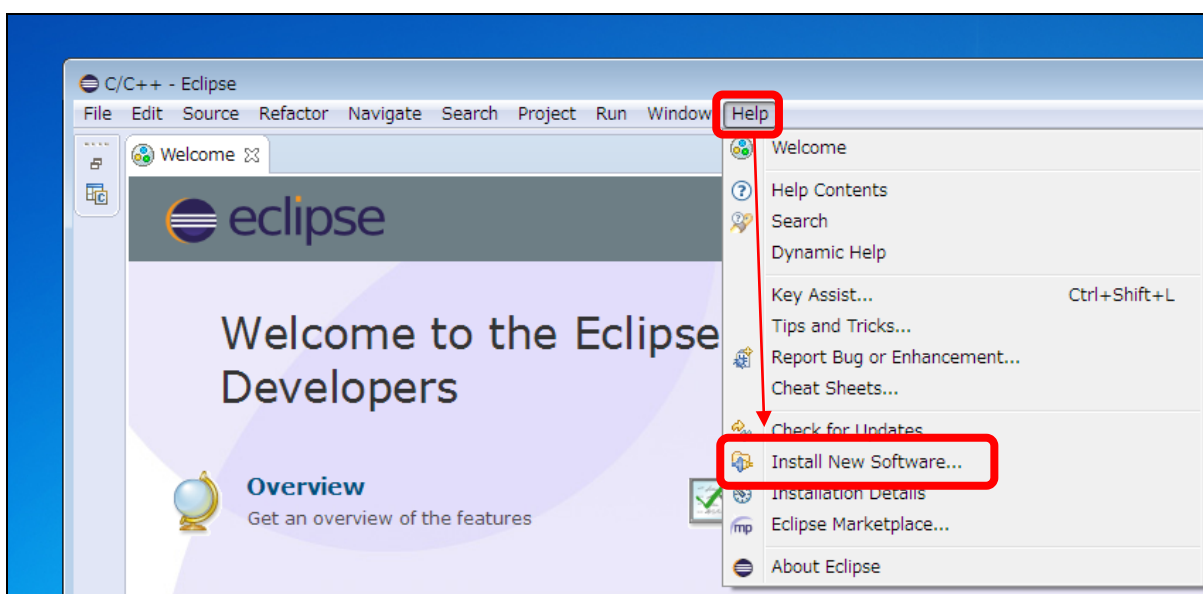 C/C++ - Eclipse
File Edit Source Refactor Navigate Search Project Run Window Help
Welcome
eclipse
Welcome to the Eclipse
Developers
Overview
Get an overview of the features
Welcome
Help Contents
Search
Dynamic Help
Key Assist... Ctrl+Shift+L
Tips and Tricks...
Report Bug or Enhancement...
Cheat Sheets...
Check for Updates
Install New Software...
Installation Details
mp Eclipse Marketplace...
About Eclipse